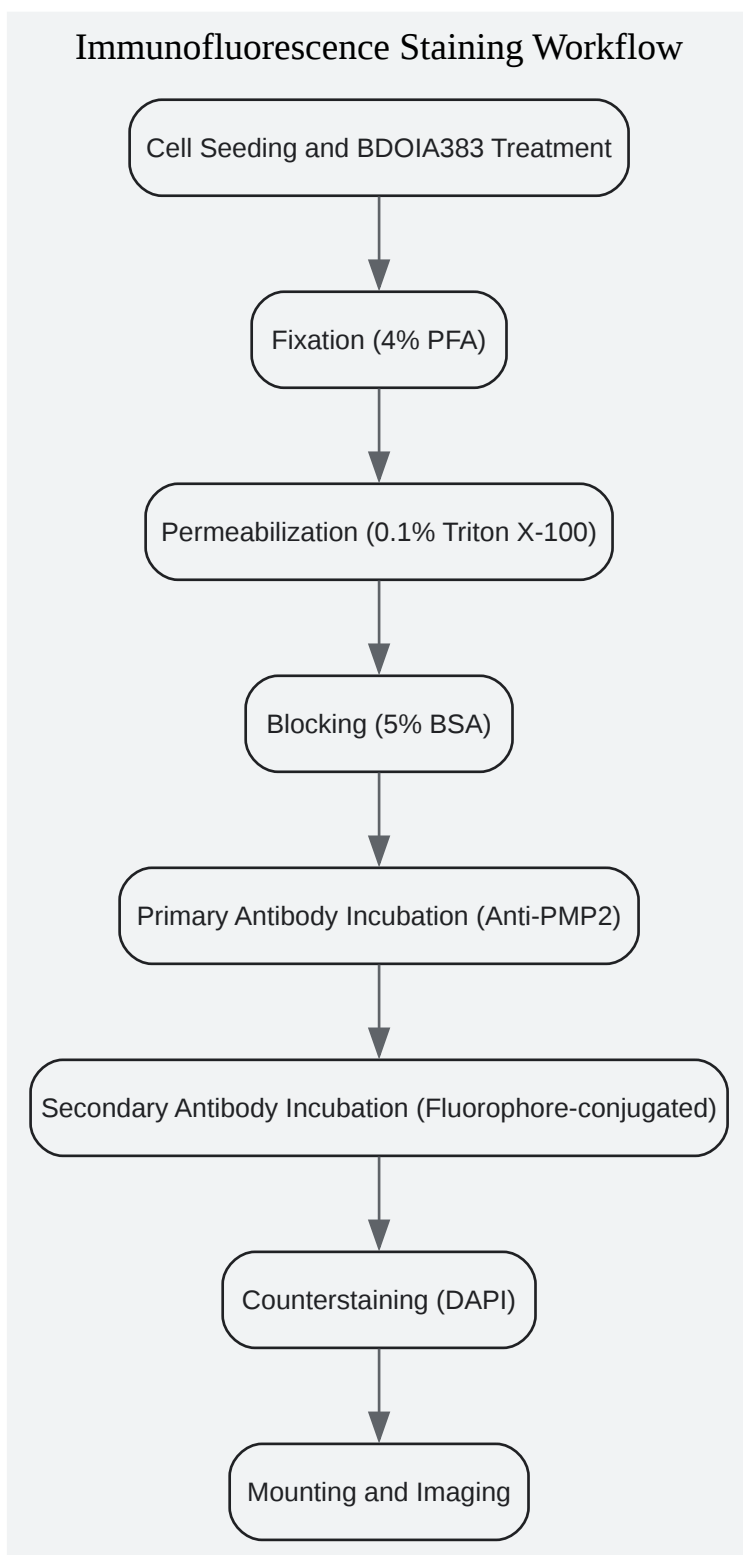 Immunofluorescence Staining Workflow
Cell Seeding and BDOIA383 Treatment
Fixation (4% PFA)
Permeabilization (0.1% Triton X-100)
Blocking (5% BSA)
Primary Antibody Incubation (Anti-PMP2)
Secondary Antibody Incubation (Fluorophore-conjugated)
Counterstaining (DAPI)
Mounting and Imaging